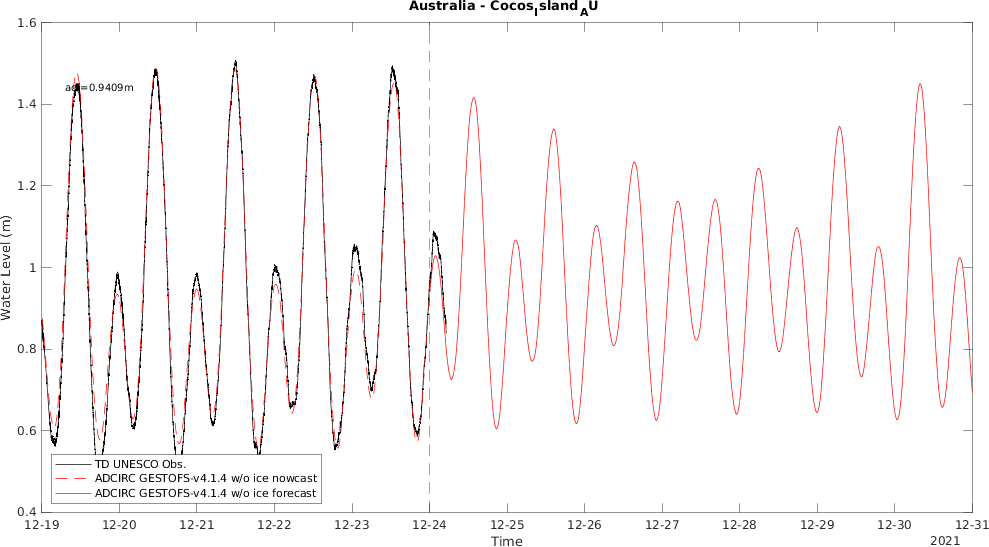 Australia - Cocos_Island_AU
1.6
1.4
1.2
1
0.8
0.6
0.4
Water Level (m)
=0.9409m
TD UNESCO Obs.
ADCIRC GESTOFS-v4.1.4 w/o ice nowcast
ADCIRC GESTOFS-v4.1.4 w/o ice forecast
12-19 12-20 12-21 12-22 12-23 12-24 12-25 12-26 12-27 12-28 12-29 12-30 12-31
Time
2021